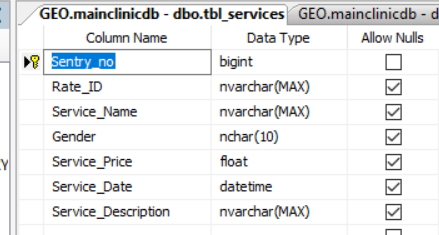 GEO.mainclinicdb - dbo.tbl_services GEO.mainclinicdb - d
Column Name Data Type Allow Nulls
Sentry_no bigint
Rate_ID nvarchar(MAX)
Service_Name nvarchar(MAX)
Gender nchar(10)
Service_Price float
Service_Date datetime
Service_Description nvarchar(MAX)